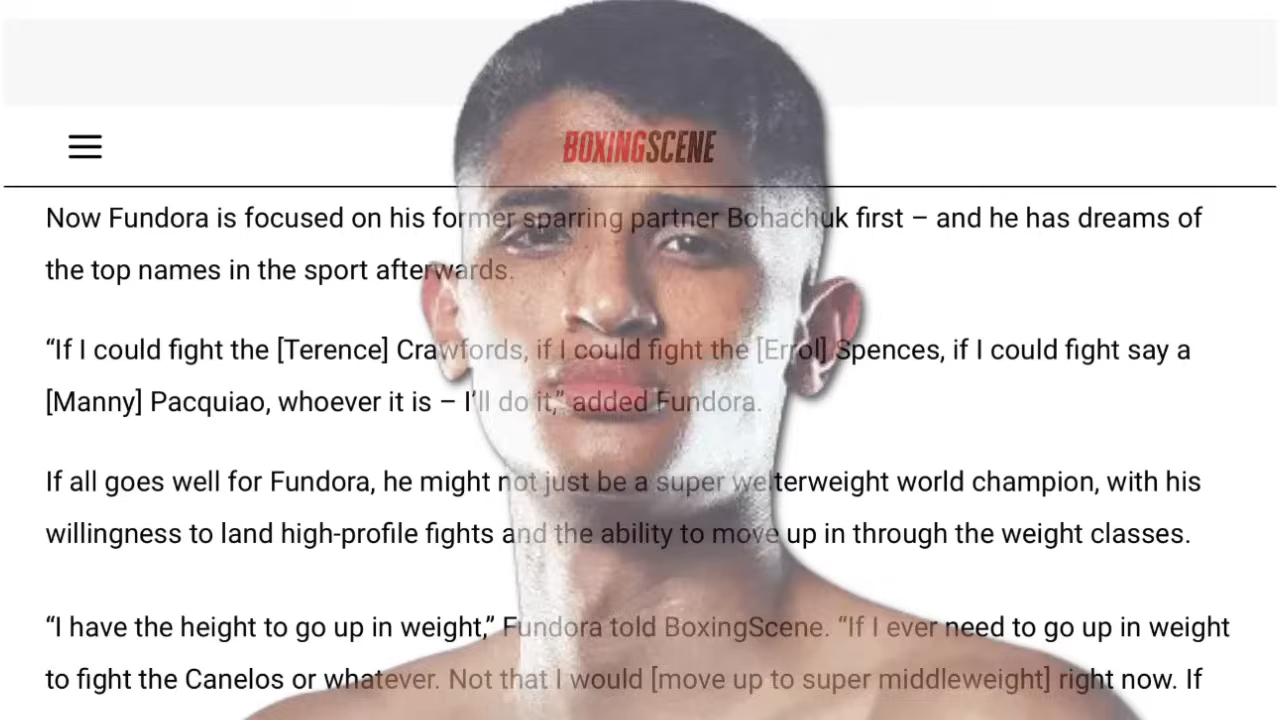 BOXINGSCENE
Now Fundora is focused on his former sparring partner Bohachuk first – and he has dreams of
the top names in the sport afterwards.
“If I could fight the [Terence] Crawfords, if I could fight the [Errol] Spences, if I could fight say a
[Manny] Pacquiao, whoever it is – I’ll do it,” added Fundora.
If all goes well for Fundora, he might not just be a super welterweight world champion, with his
willingness to land high-profile fights and the ability to move up in through the weight classes.
“I have the height to go up in weight,” Fundora told BoxingScene. “If I ever need to go up in weight
to fight the Canelos or whatever. Not that I would [move up to super middleweight] right now. If